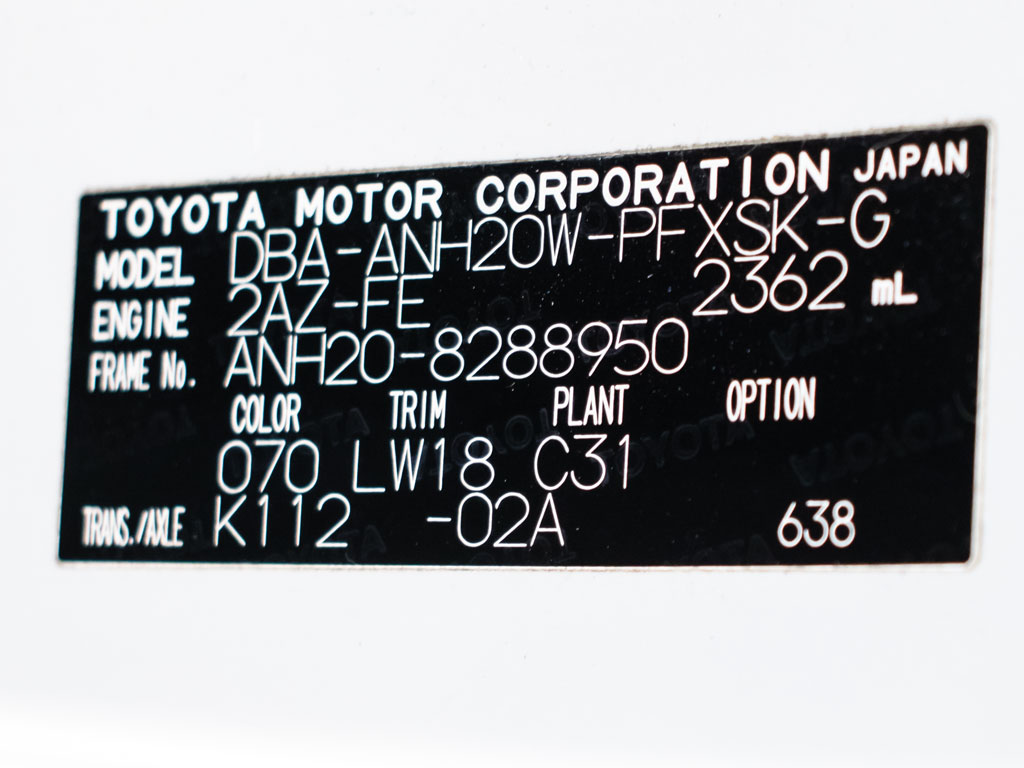 TOYOTA MOTOR CORPORATION JAPAN
MODEL DBA-ANH20W-PFXSK-G
ENGINE 2AZ-FE 2362 mL
FRAME No. ANH20-8288950
COLOR TRIM PLANT OPTION
070 LW18 C31
TRANS./AXLE K112 -02A 638